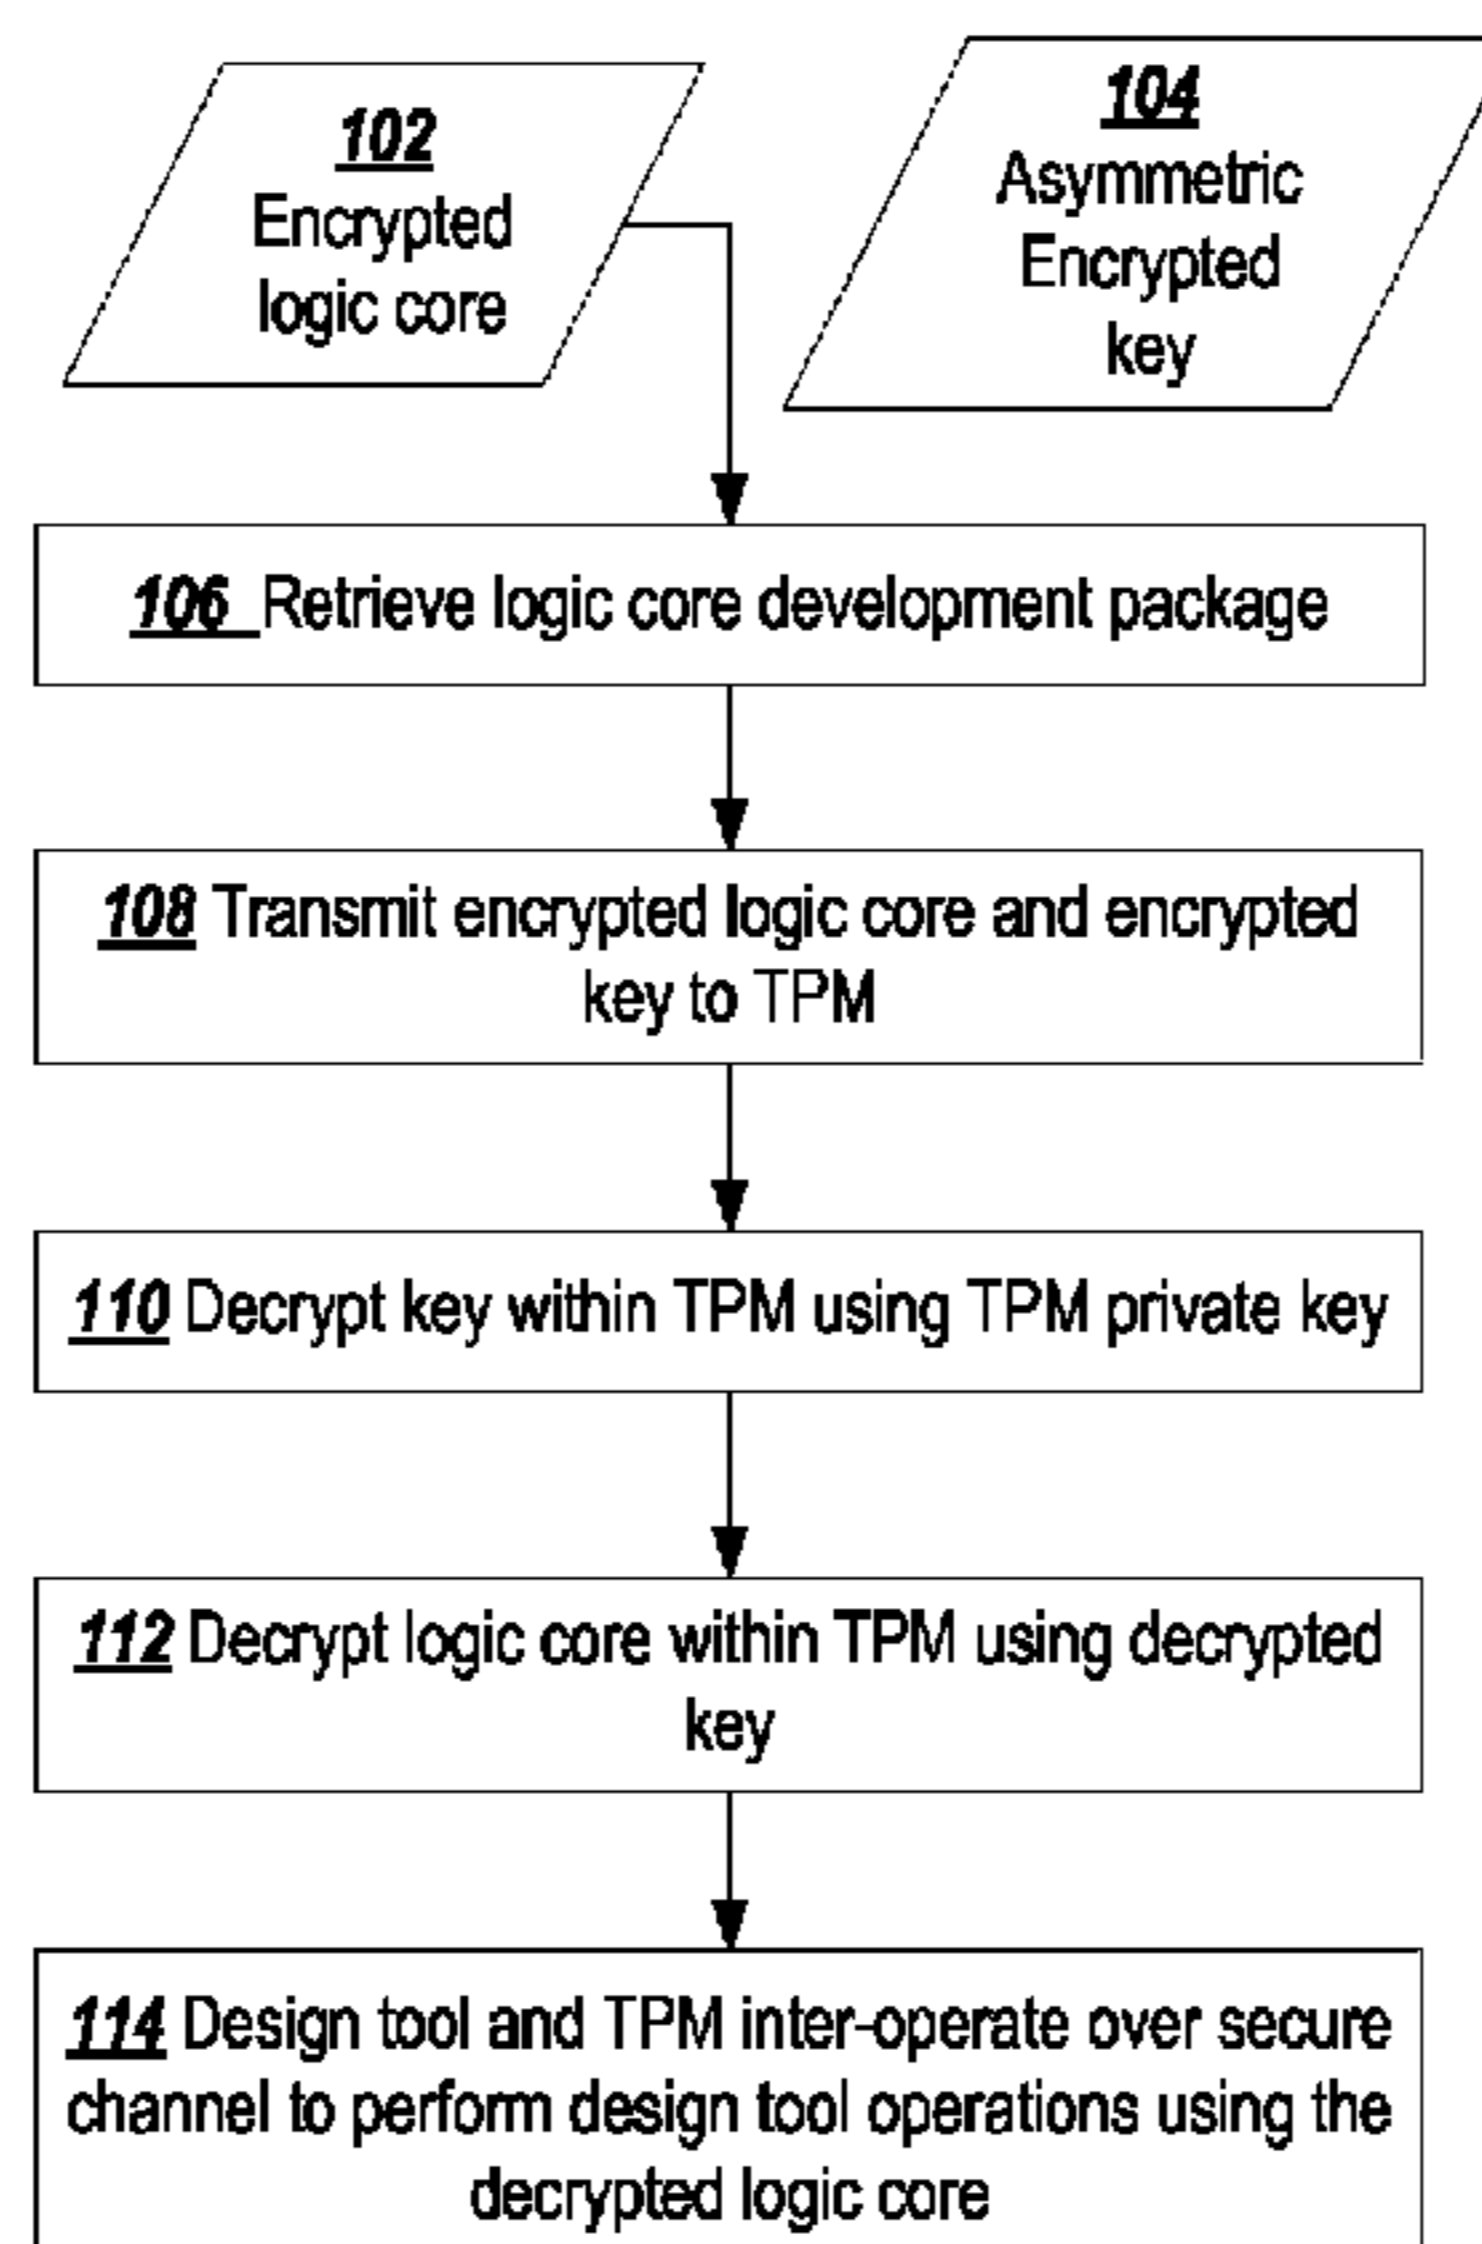 102
Encrypted
logic core
104
Asymmetric
Encrypted
key
106 Retrieve logic core development package
108 Transmit encrypted logic core and encrypted
key to TPM
110 Decrypt key within TPM using TPM private key
112 Decrypt logic core within TPM using decrypted
key
114 Design tool and TPM inter-operate over secure
channel to perform design tool operations using the
decrypted logic core